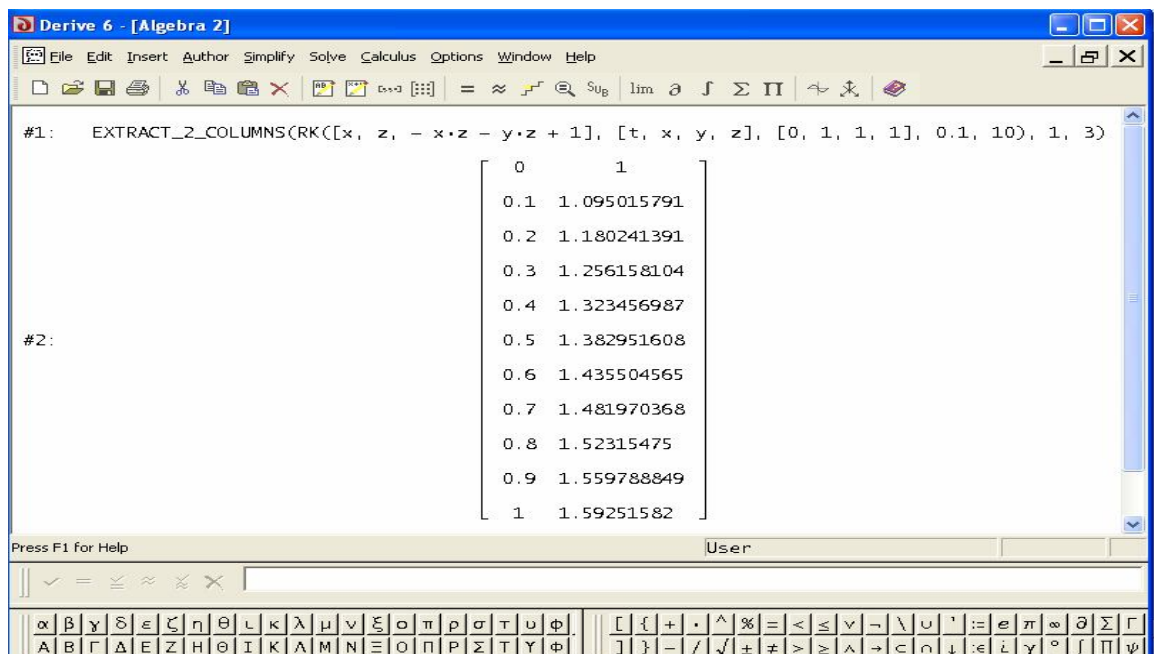 Derive 6 - [Algebra 2]
File Edit Insert Author Simplify Solve Calculus Options Window Help
= ≈ SUB lim ∂ ∫ Σ Π
#1: EXTRACT_2_COLUMNS(RK([x, z, - x·z - y·z + 1], [t, x, y, z], [0, 1, 1, 1], 0.1, 10), 1, 3)
0 1
0.1 1.095015791
0.2 1.180241391
0.3 1.256158104
0.4 1.323456987
#2: 0.5 1.382951608
0.6 1.435504565
0.7 1.481970368
0.8 1.52315475
0.9 1.559788849
1 1.59251582
Press F1 for Help User
α β γ δ ε ζ η θ ι κ λ μ ν ξ ο π ρ σ τ υ φ [ { + · ^ % = < ≤ ∨ ¬ \ ∪ ' := e π ∞ ∂ Σ Γ
Α Β Γ Δ Ε Ζ Η Θ Ι Κ Λ Μ Ν Ξ Ο Π Ρ Σ Τ Υ Φ ] } - / √ ± ≠ > ≥ ∧ → ⊂ ∩ ↓ :∈ i γ ° ∫ Π ψ